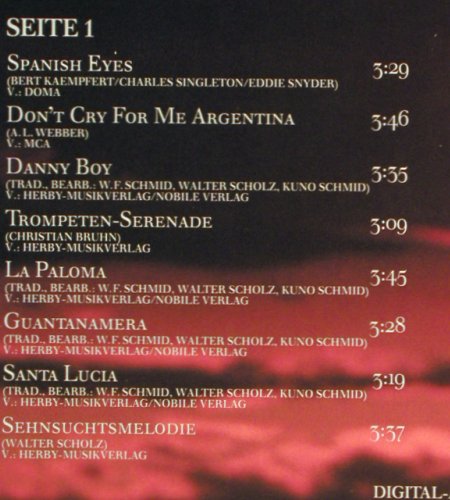 SEITE 1
SPANISH EYES 3:29
(BERT KAEMPFERT/CHARLES SINGLETON/EDDIE SNYDER)
V.: DOMA
DON'T CRY FOR ME ARGENTINA 3:46
(A. L. WEBBER)
V.: MCA
DANNY BOY 3:35
(TRAD., BEARB.: W. F. SCHMID, WALTER SCHOLZ, KUNO SCHMID)
V.: HERBY-MUSIKVERLAG/NOBILE VERLAG
TROMPETEN-SERENADE 3:09
(CHRISTIAN BRUHN)
V.: HERBY-MUSIKVERLAG
LA PALOMA 3:45
(TRAD., BEARB.: W. F. SCHMID, WALTER SCHOLZ, KUNO SCHMID)
V.: HERBY-MUSIKVERLAG/NOBILE VERLAG
GUANTANAMERA 3:28
(TRAD., BEARB.: W. F. SCHMID, WALTER SCHOLZ, KUNO SCHMID)
V.: HERBY-MUSIKVERLAG/NOBILE VERLAG
SANTA LUCIA 3:19
(TRAD., BEARB.: W. F. SCHMID, WALTER SCHOLZ, KUNO SCHMID)
V.: HERBY-MUSIKVERLAG/NOBILE VERLAG
SEHNSUCHTSMELODIE 3:37
(WALTER SCHOLZ)
V.: HERBY-MUSIKVERLAG
DIGITAL-